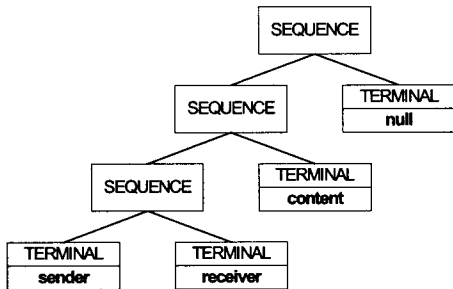 SEQUENCE
SEQUENCE
TERMINAL
null
SEQUENCE
TERMINAL
content
TERMINAL
sender
TERMINAL
receiver